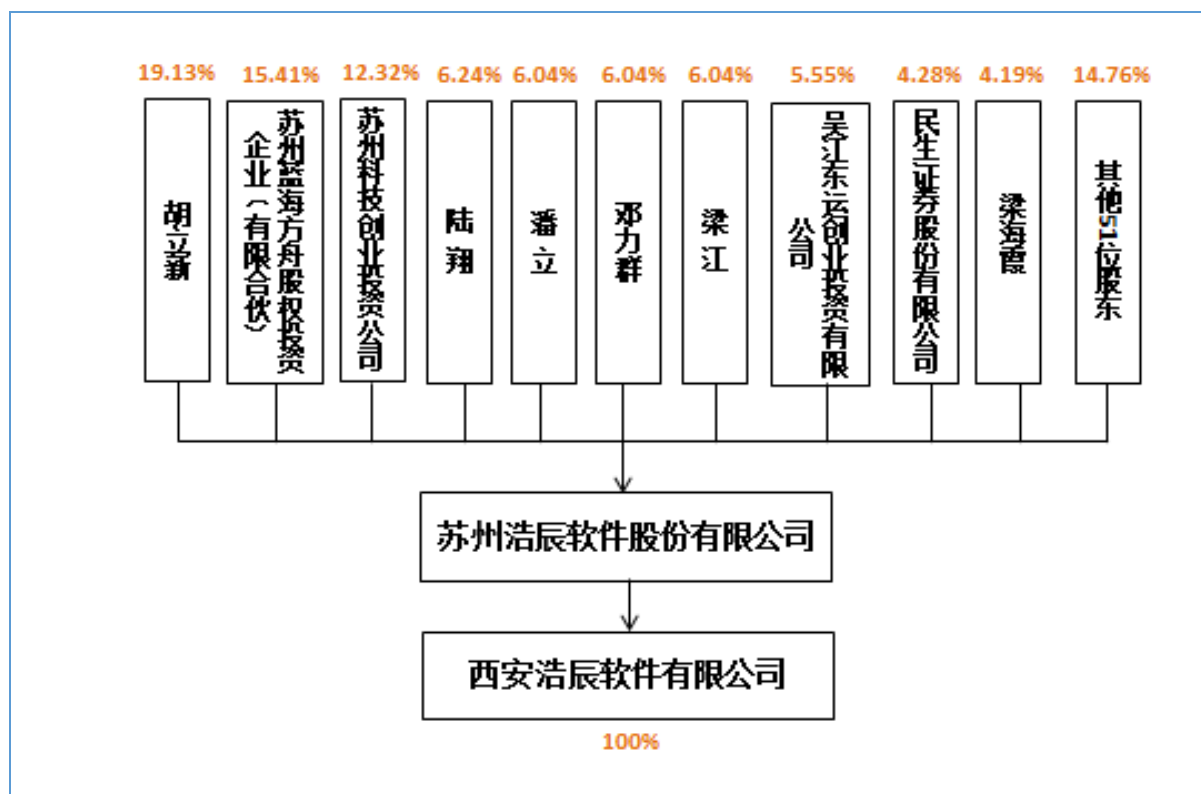 19.13%
15.41%
12.32%
6.24%
6.04%
6.04%
6.04%
5.55%
4.28%
4.19%
14.76%
胡立新
苏州蓝海方舟股权投资
企业（有限合伙）
苏州科技创业投资公司
陆翔
潘立
邓力群
梁江
吴江东运创业投资有限
公司
民生证券股份有限公司
梁海霞
其他51位股东
苏州浩辰软件股份有限公司
西安浩辰软件有限公司
100%